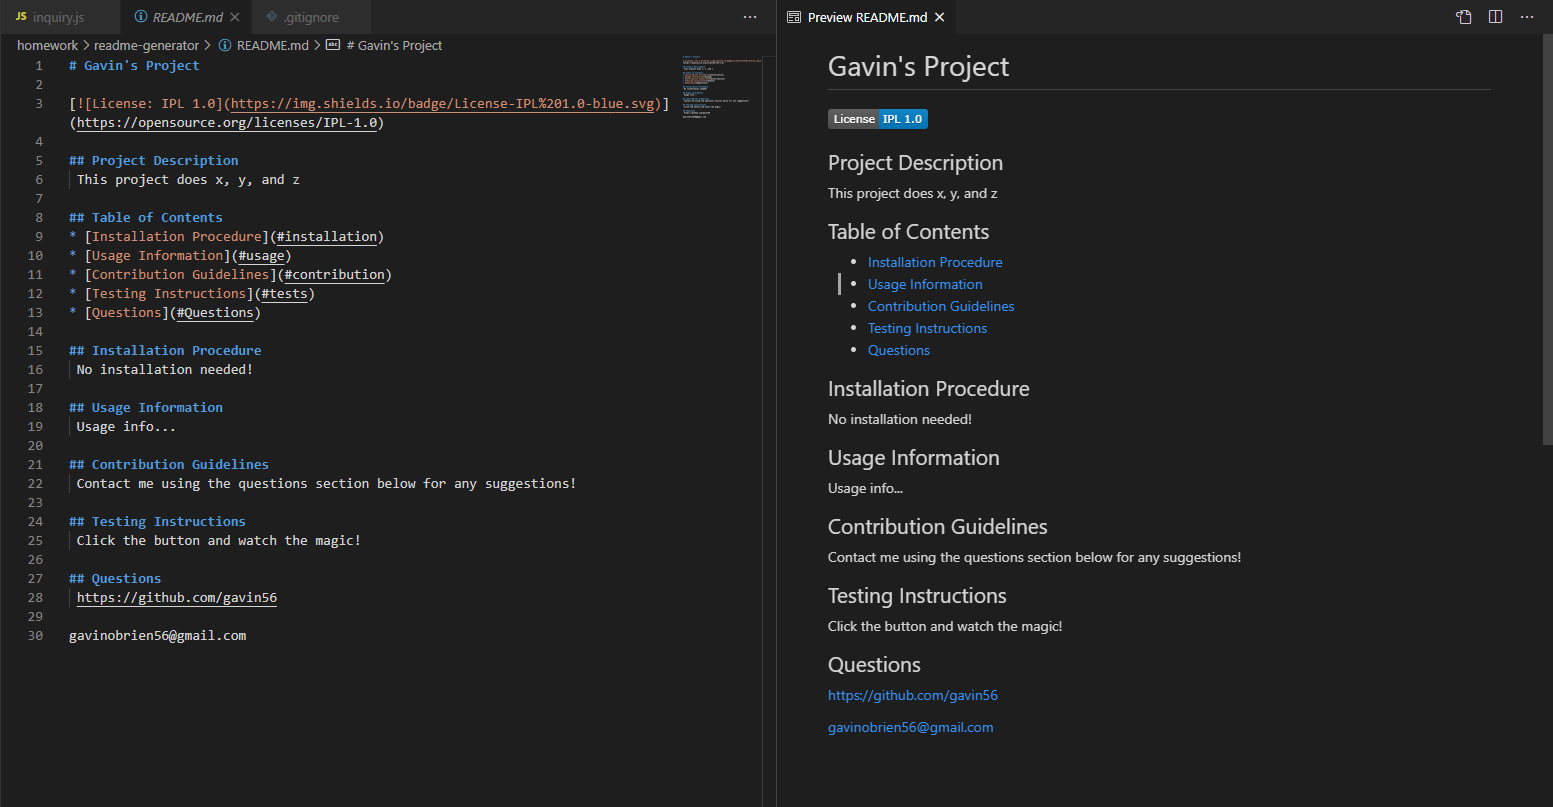 JS inquiry.js
README.md
.gitignore
homework > readme-generator > README.md > abc # Gavin's Project
1 # Gavin's Project
2
3 [![License: IPL 1.0](https://img.shields.io/badge/License-IPL%201.0-blue.svg)]
(https://opensource.org/licenses/IPL-1.0)
4
5 ## Project Description
6 This project does x, y, and z
7
8 ## Table of Contents
9 * [Installation Procedure](#installation)
10 * [Usage Information](#usage)
11 * [Contribution Guidelines](#contribution)
12 * [Testing Instructions](#tests)
13 * [Questions](#Questions)
14
15 ## Installation Procedure
16 No installation needed!
17
18 ## Usage Information
19 Usage info...
20
21 ## Contribution Guidelines
22 Contact me using the questions section below for any suggestions!
23
24 ## Testing Instructions
25 Click the button and watch the magic!
26
27 ## Questions
28 https://github.com/gavin56
29
30 gavinobrien56@gmail.com
Preview README.md
Gavin's Project
License IPL 1.0
Project Description
This project does x, y, and z
Table of Contents
• Installation Procedure
• Usage Information
• Contribution Guidelines
• Testing Instructions
• Questions
Installation Procedure
No installation needed!
Usage Information
Usage info...
Contribution Guidelines
Contact me using the questions section below for any suggestions!
Testing Instructions
Click the button and watch the magic!
Questions
https://github.com/gavin56
gavinobrien56@gmail.com